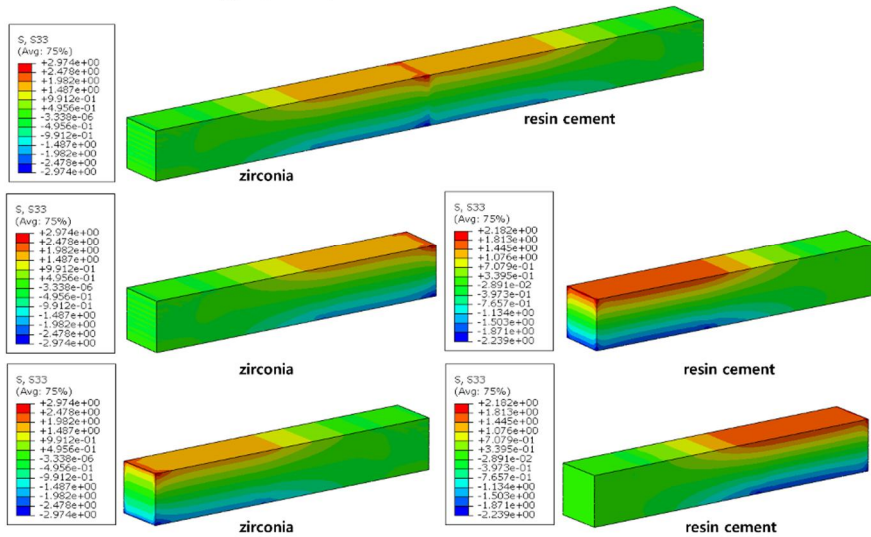 S, S33
(Avg: 75%)
+2.974e+00
+2.478e+00
+1.982e+00
+1.487e+00
+9.912e-01
+4.956e-01
-3.338e-06
-4.956e-01
-9.912e-01
-1.487e+00
-1.982e+00
-2.478e+00
-2.974e+00
resin cement
zirconia
S, S33
(Avg: 75%)
+2.974e+00
+2.478e+00
+1.982e+00
+1.487e+00
+9.912e-01
+4.956e-01
-3.338e-06
-4.956e-01
-9.912e-01
-1.487e+00
-1.982e+00
-2.478e+00
-2.974e+00
zirconia
S, S33
(Avg: 75%)
+2.182e+00
+1.813e+00
+1.445e+00
+1.076e+00
+7.079e-01
+3.395e-01
-2.891e-02
-3.973e-01
-7.657e-01
-1.134e+00
-1.503e+00
-1.871e+00
-2.239e+00
resin cement
S, S33
(Avg: 75%)
+2.974e+00
+2.478e+00
+1.982e+00
+1.487e+00
+9.912e-01
+4.956e-01
-3.338e-06
-4.956e-01
-9.912e-01
-1.487e+00
-1.982e+00
-2.478e+00
-2.974e+00
zirconia
S, S33
(Avg: 75%)
+2.182e+00
+1.813e+00
+1.445e+00
+1.076e+00
+7.079e-01
+3.395e-01
-2.891e-02
-3.973e-01
-7.657e-01
-1.134e+00
-1.503e+00
-1.871e+00
-2.239e+00
resin cement